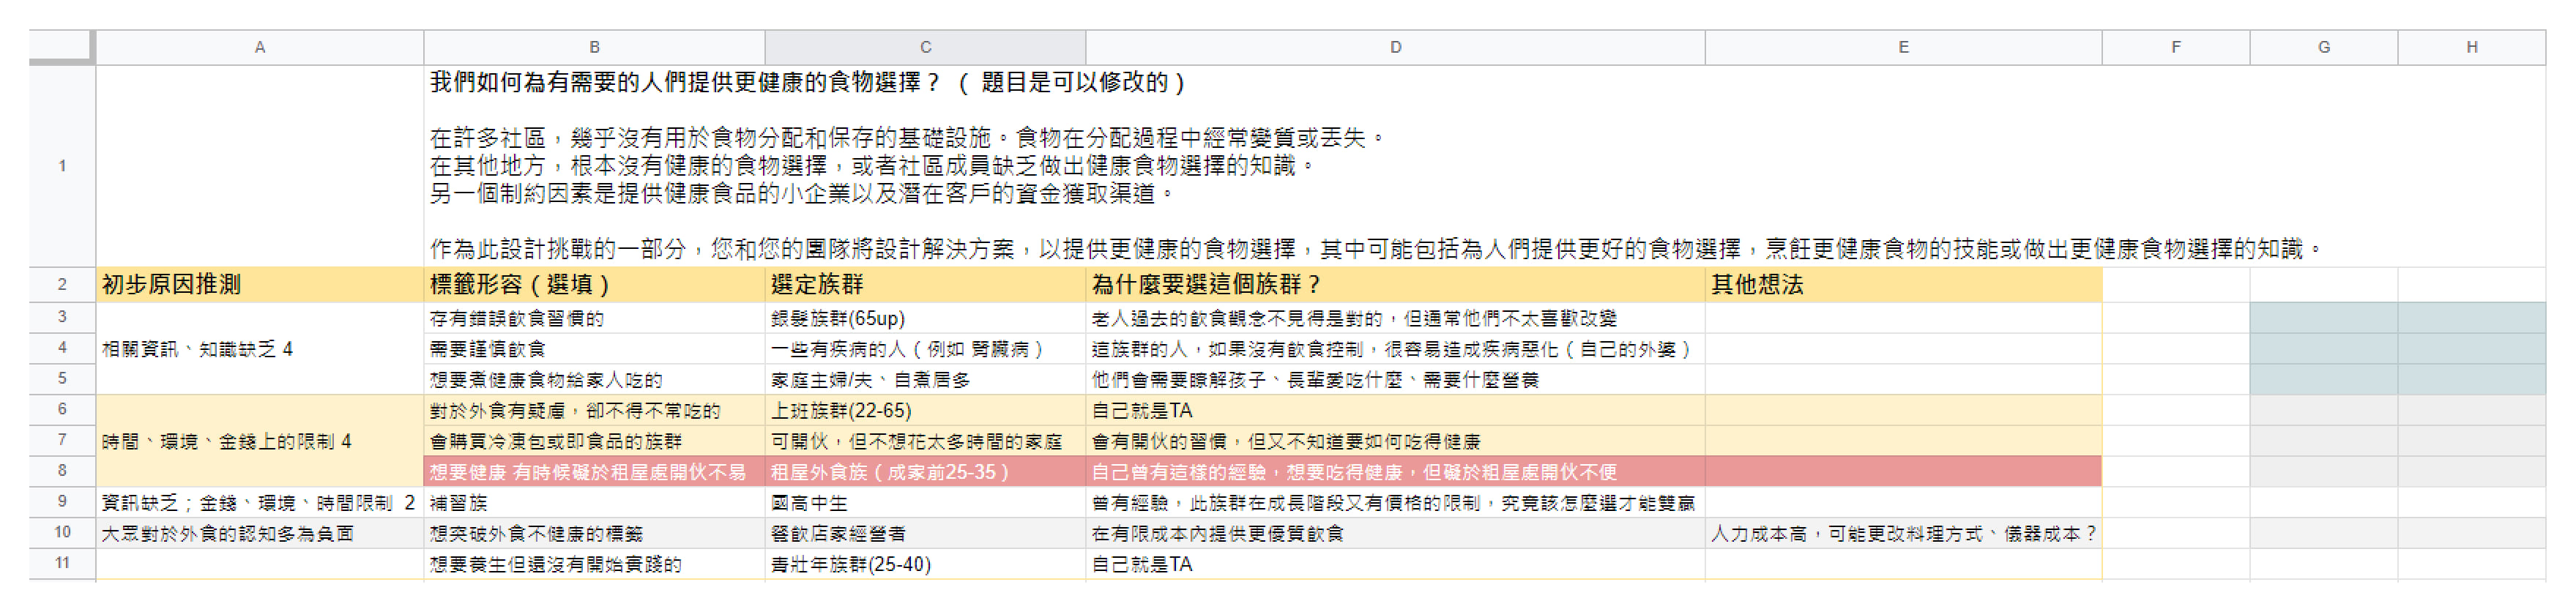 A B C D E F G H
1
我們如何為有需要的人們提供更健康的食物選擇？ （ 題目是可以修改的 ）
在許多社區，幾乎沒有用於食物分配和保存的基礎設施。食物在分配過程中經常變質或丟失。
在其他地方，根本沒有健康的食物選擇，或者社區成員缺乏做出健康食物選擇的知識。
另一個制約因素是提供健康食品的小企業以及潛在客戶的資金獲取渠道。
作為此設計挑戰的一部分，您和您的團隊將設計解決方案，以提供更健康的食物選擇，其中可能包括為人們提供更好的食物選擇，烹飪更健康食物的技能或做出更健康食物選擇的知識。
2 初步原因推測 標籤形容（選填） 選定族群 為什麼要選這個族群？ 其他想法
3 存有錯誤飲食習慣的 銀髮族群(65up) 老人過去的飲食觀念不見得是對的，但通常他們不太喜歡改變
4 相關資訊、知識缺乏 4 需要謹慎飲食 一些有疾病的人（例如 腎臟病） 這族群的人，如果沒有飲食控制，很容易造成疾病惡化（自己的外婆）
5 想要煮健康食物給家人吃的 家庭主婦/夫、自煮居多 他們會需要瞭解孩子、長輩愛吃什麼、需要什麼營養
6 對於外食有疑慮，卻不得不常吃的 上班族群(22-65) 自己就是TA
7 時間、環境、金錢上的限制 4 會購買冷凍包或即食品的族群 可開伙，但不想花太多時間的家庭 會有開伙的習慣，但又不知道要如何吃得健康
8 想要健康 有時候礙於租屋處開伙不易 租屋外食族（成家前25-35） 自己曾有這樣的經驗，想要吃得健康，但礙於租屋處開伙不便
9 資訊缺乏；金錢、環境、時間限制 2 補習族 國高中生 曾有經驗，此族群在成長階段又有價格的限制，究竟該怎麼選才能雙贏
10 大眾對於外食的認知多為負面 想突破外食不健康的標籤 餐飲店家經營者 在有限成本內提供更優質飲食 人力成本高，可能更改料理方式、儀器成本？
11 想要養生但還沒有開始實踐的 青壯年族群(25-40) 自己就是TA